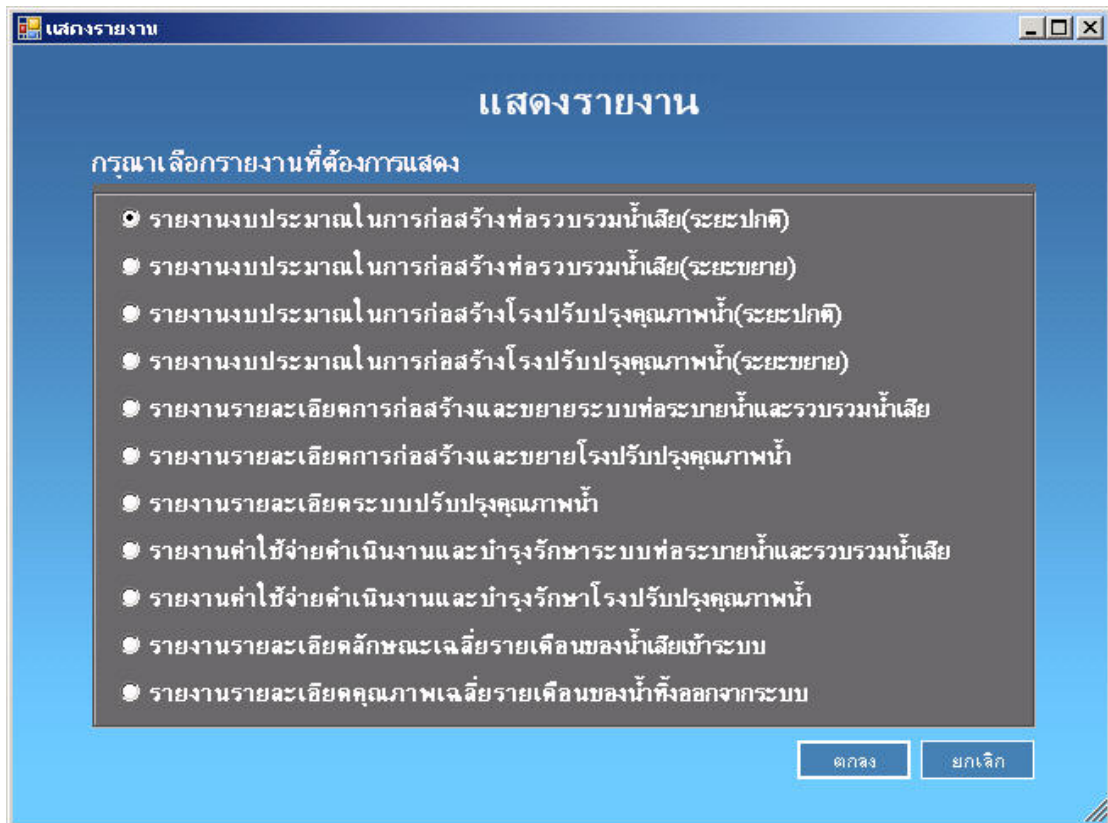 แสดงรายงาน
แสดงรายงาน
กรุณาเลือกรายงานที่ต้องการแสดง
รายงานงบประมาณในการก่อสร้างท่อรวบรวมน้ำเสีย(ระยะปกติ)
รายงานงบประมาณในการก่อสร้างท่อรวบรวมน้ำเสีย(ระยะขยาย)
รายงานงบประมาณในการก่อสร้างโรงปรับปรุงคุณภาพน้ำ(ระยะปกติ)
รายงานงบประมาณในการก่อสร้างโรงปรับปรุงคุณภาพน้ำ(ระยะขยาย)
รายงานรายละเอียดการก่อสร้างและขยายระบบท่อระบายน้ำและรวบรวมน้ำเสีย
รายงานรายละเอียดการก่อสร้างและขยายโรงปรับปรุงคุณภาพน้ำ
รายงานรายละเอียดระบบปรับปรุงคุณภาพน้ำ
รายงานค่าใช้จ่ายดำเนินงานและบำรุงรักษาระบบท่อระบายน้ำและรวบรวมน้ำเสีย
รายงานค่าใช้จ่ายดำเนินงานและบำรุงรักษาโรงปรับปรุงคุณภาพน้ำ
รายงานรายละเอียดลักษณะเฉลี่ยรายเดือนของน้ำเสียเข้าระบบ
รายงานรายละเอียดคุณภาพเฉลี่ยรายเดือนของน้ำทิ้งออกจากระบบ
ตกลง ยกเลิก